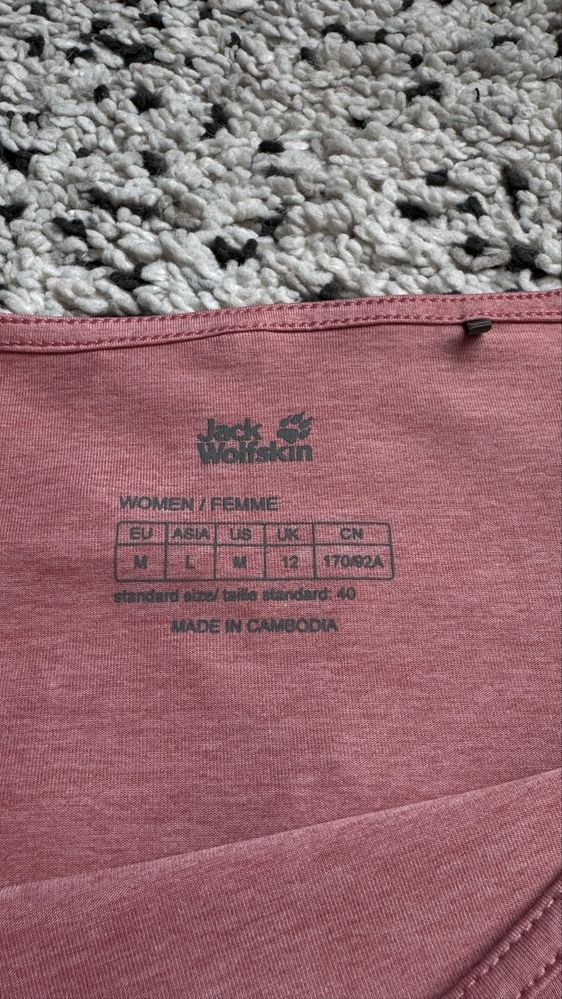 Jack
Wolfskin
WOMEN / FEMME
EU ASIA US UK CN
M L M 12 170/92A
standard size/ taille standard: 40
MADE IN CAMBODIA